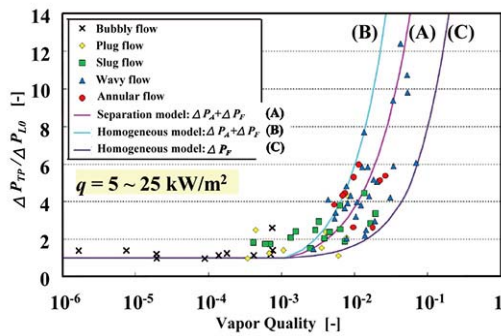 14
12
10
8
6
4
2
0
ΔP_TP/ΔP_L0 [-]
Bubbly flow
Plug flow
Slug flow
Wavy flow
Annular flow
Separation model: ΔP_A+ΔP_F (A)
Homogeneous model: ΔP_A+ΔP_F (B)
Homogeneous model: ΔP_F (C)
q = 5 ~ 25 kW/m²
(B) (A) (C)
10⁻⁶ 10⁻⁵ 10⁻⁴ 10⁻³ 10⁻² 10⁻¹ 10⁰
Vapor Quality [-]